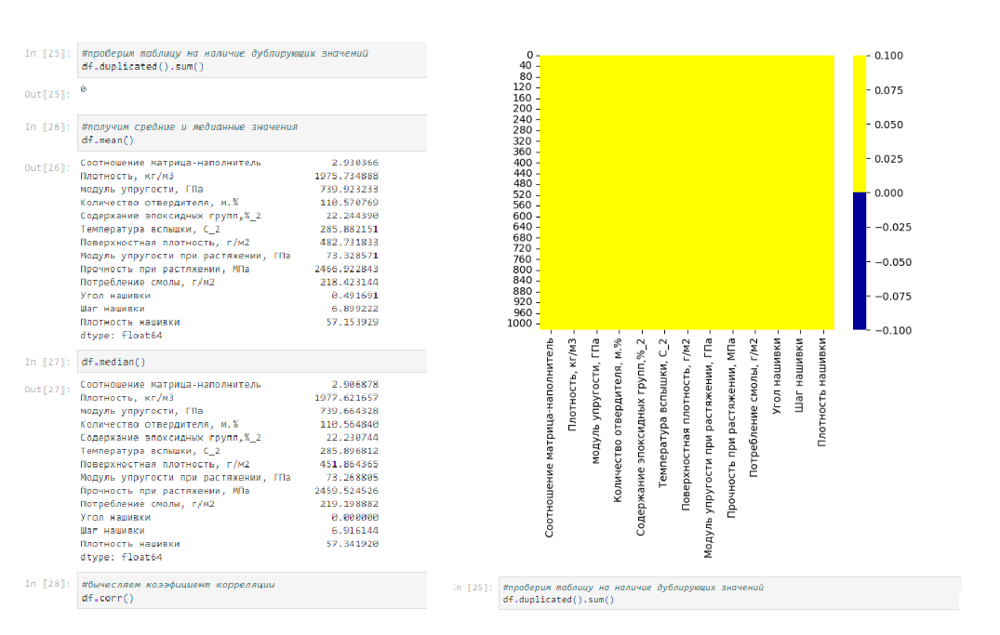 In [25]: #проверим таблицу на наличие дублирующих значений
df.duplicated().sum()
Out[25]: 0
In [26]: #получим средние и медианные значения
df.mean()
Out[26]: Соотношение матрица-наполнитель 2.930366
Плотность, кг/м3 1975.734888
модуль упругости, ГПа 739.923233
Количество отвердителя, м.% 110.570769
Содержание эпоксидных групп,%_2 22.244390
Температура вспышки, С_2 285.882151
Поверхностная плотность, г/м2 482.731833
Модуль упругости при растяжении, ГПа 73.328571
Прочность при растяжении, МПа 2466.922843
Потребление смолы, г/м2 218.423144
Угол нашивки 0.491691
Шаг нашивки 6.899222
Плотность нашивки 57.153929
dtype: float64
In [27]: df.median()
Out[27]: Соотношение матрица-наполнитель 2.906878
Плотность, кг/м3 1977.621657
модуль упругости, ГПа 739.664328
Количество отвердителя, м.% 110.564840
Содержание эпоксидных групп,%_2 22.230744
Температура вспышки, С_2 285.896812
Поверхностная плотность, г/м2 451.864365
Модуль упругости при растяжении, ГПа 73.268805
Прочность при растяжении, МПа 2459.524526
Потребление смолы, г/м2 219.198882
Угол нашивки 0.000000
Шаг нашивки 6.916144
Плотность нашивки 57.341920
dtype: float64
In [28]: #вычесляем коэффициент корреляции
df.corr()
0
40
80
120
160
200
240
280
320
360
400
440
480
520
560
600
640
680
720
760
800
840
880
920
960
1000
Соотношение матрица-наполнитель
Плотность, кг/м3
модуль упругости, ГПа
Количество отвердителя, м.%
Содержание эпоксидных групп,%_2
Температура вспышки, С_2
Поверхностная плотность, г/м2
Модуль упругости при растяжении, ГПа
Прочность при растяжении, МПа
Потребление смолы, г/м2
Угол нашивки
Шаг нашивки
Плотность нашивки
0.100
0.075
0.050
0.025
0.000
−0.025
−0.050
−0.075
−0.100
In [25]: #проверим таблицу на наличие дублирующих значений
df.duplicated().sum()